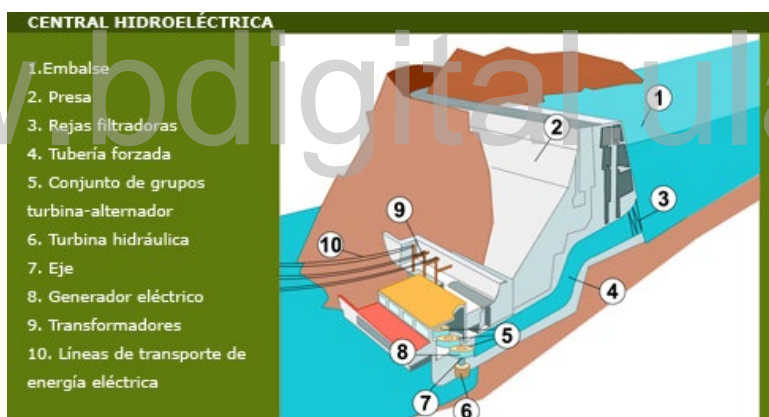 CENTRAL HIDROELÉCTRICA
1.Embalse
2. Presa
3. Rejas filtradoras
4. Tubería forzada
5. Conjunto de grupos
turbina-alternador
6. Turbina hidráulica
7. Eje
8. Generador eléctrico
9. Transformadores
10. Líneas de transporte de
energía eléctrica
w.bdigital.ula
1
2
3
9
10
4
5
8
7
6